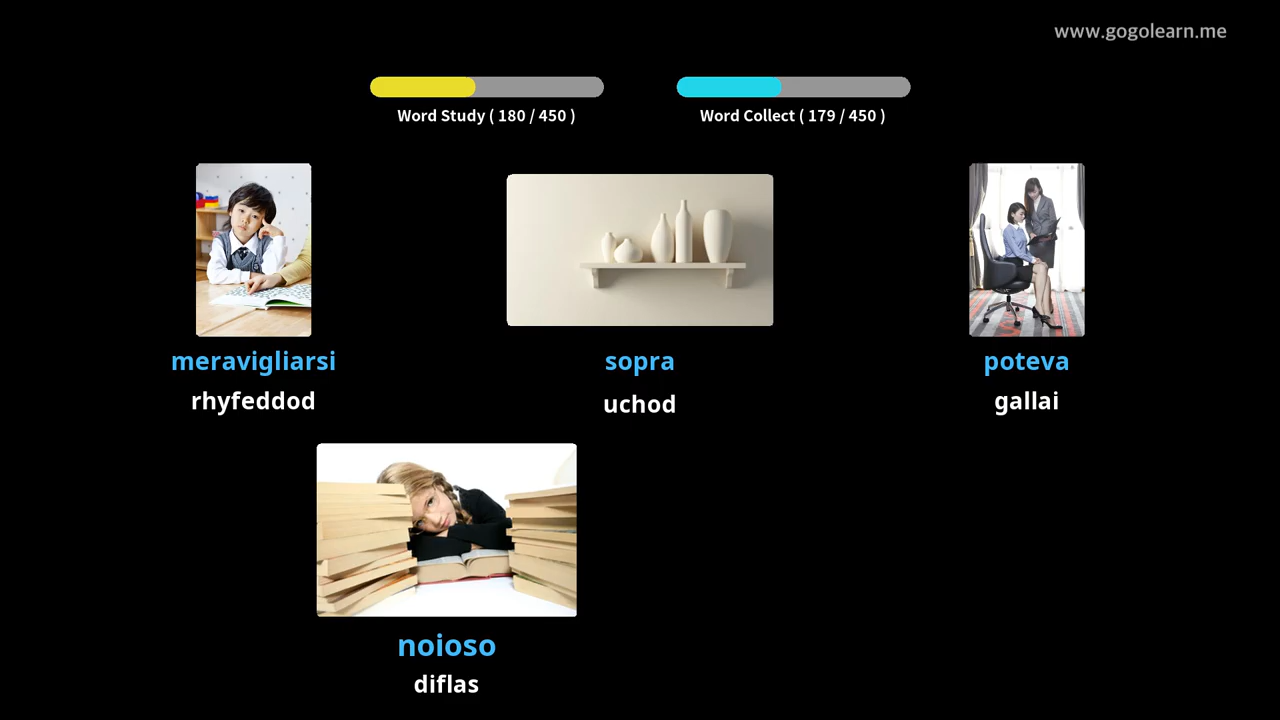 www.gogolearn.me
Word Study ( 180 / 450 )
Word Collect ( 179 / 450 )
meravigliarsi
rhyfeddod
sopra
uchod
poteva
gallai
noioso
diflas